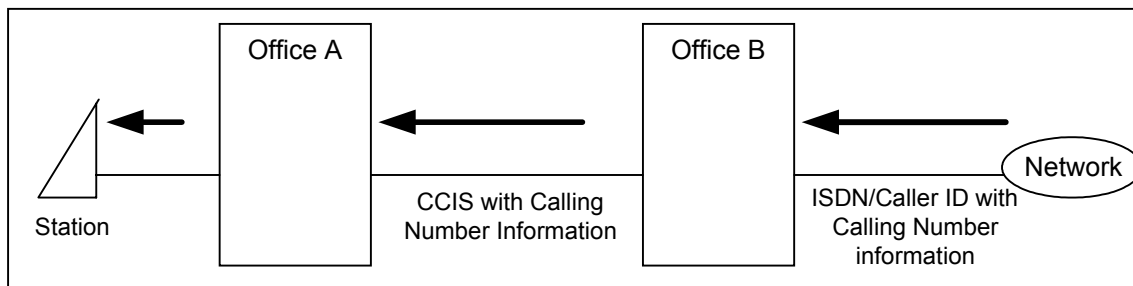 Office A
Office B
Network
Station
CCIS with Calling
Number Information
ISDN/Caller ID with
Calling Number
information